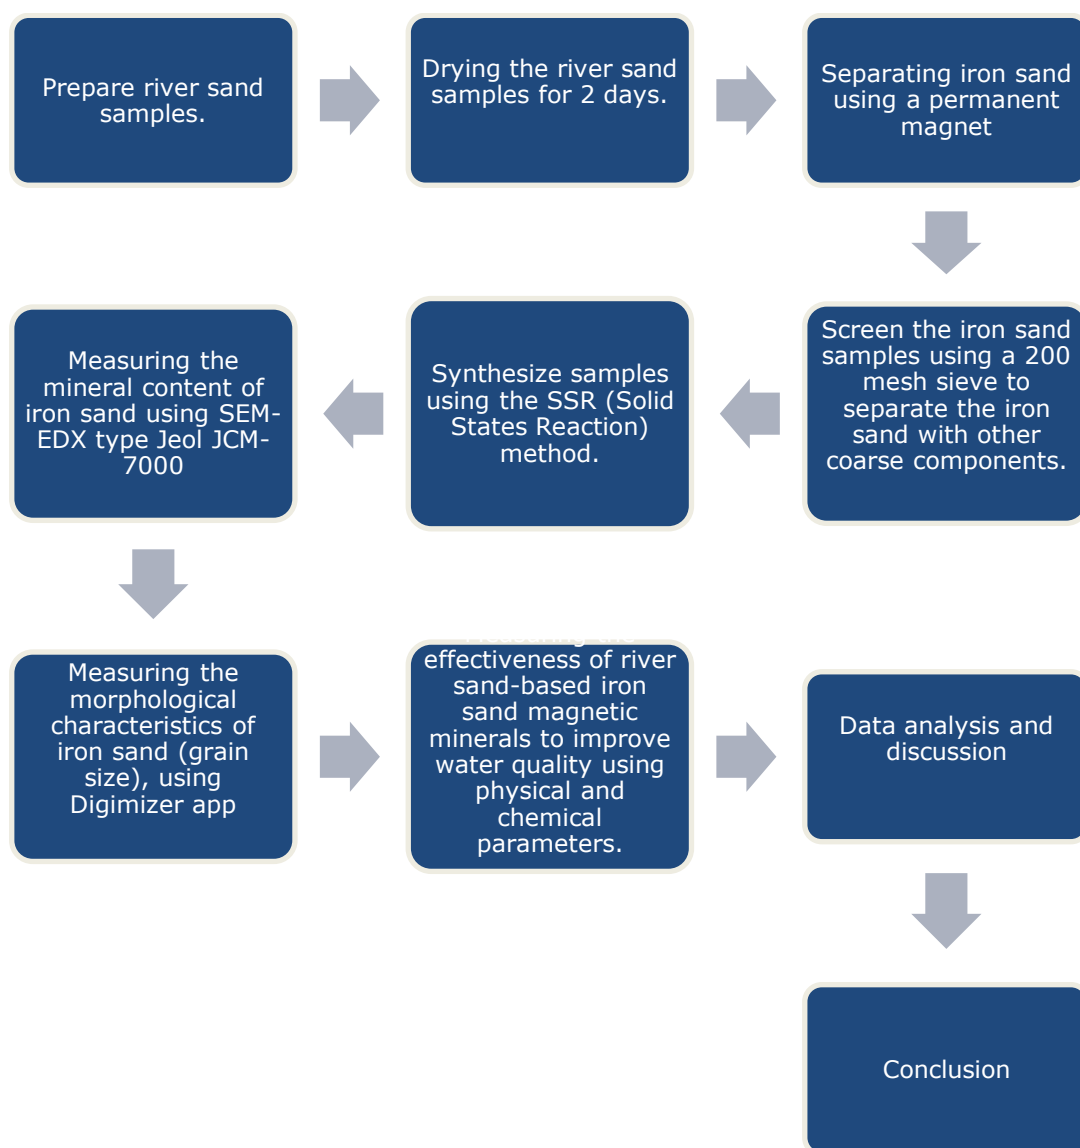 Prepare river sand
samples.
Drying the river sand
samples for 2 days.
Separating iron sand
using a permanent
magnet
Screen the iron sand
samples using a 200
mesh sieve to
separate the iron
sand with other
coarse components.
Synthesize samples
using the SSR (Solid
States Reaction)
method.
Measuring the
mineral content of
iron sand using SEM-
EDX type Jeol JCM-
7000
Measuring the
morphological
characteristics of
iron sand (grain
size), using
Digimizer app
Measuring the
effectiveness of river
sand-based iron
sand magnetic
minerals to improve
water quality using
physical and
chemical
parameters.
Data analysis and
discussion
Conclusion